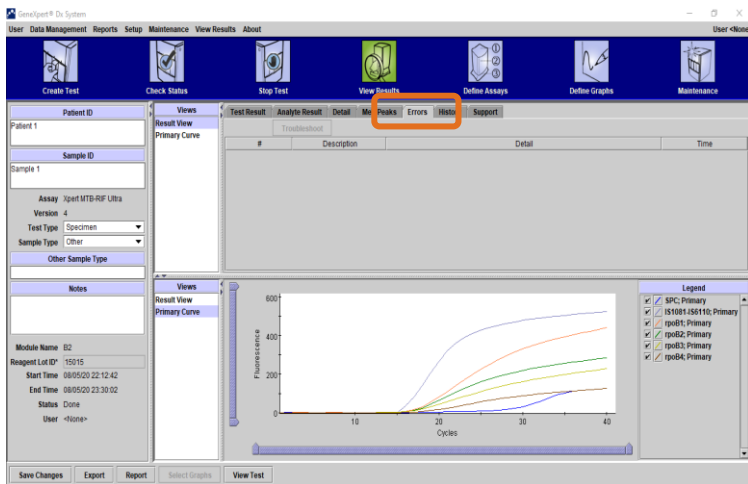 GeneXpert® Dx System
User Data Management Reports Setup Maintenance View Results About
User <None
Create Test Check Status Stop Test View Results Define Assays Define Graphs Maintenance
Patient ID
Patient 1
Sample ID
Sample 1
Assay Xpert MTB-RIF Ultra
Version 4
Test Type Specimen
Sample Type Other
Other Sample Type
Notes
Module Name B2
Reagent Lot ID* 15015
Start Time 08/05/20 22:12:42
End Time 08/05/20 23:30:02
Status Done
User <None>
Views
Result View
Primary Curve
Test Result Analyte Result Detail Peaks Errors Support
Troubleshoot
# Description Detail Time
Views
Result View
Primary Curve
600
400
200
0
Fluorescence
10 20 30 40
Cycles
Legend
SPC; Primary
IS1081-IS6110; Primary
rpoB1; Primary
rpoB2; Primary
rpoB3; Primary
rpoB4; Primary
Save Changes Export Report Select Graphs View Test